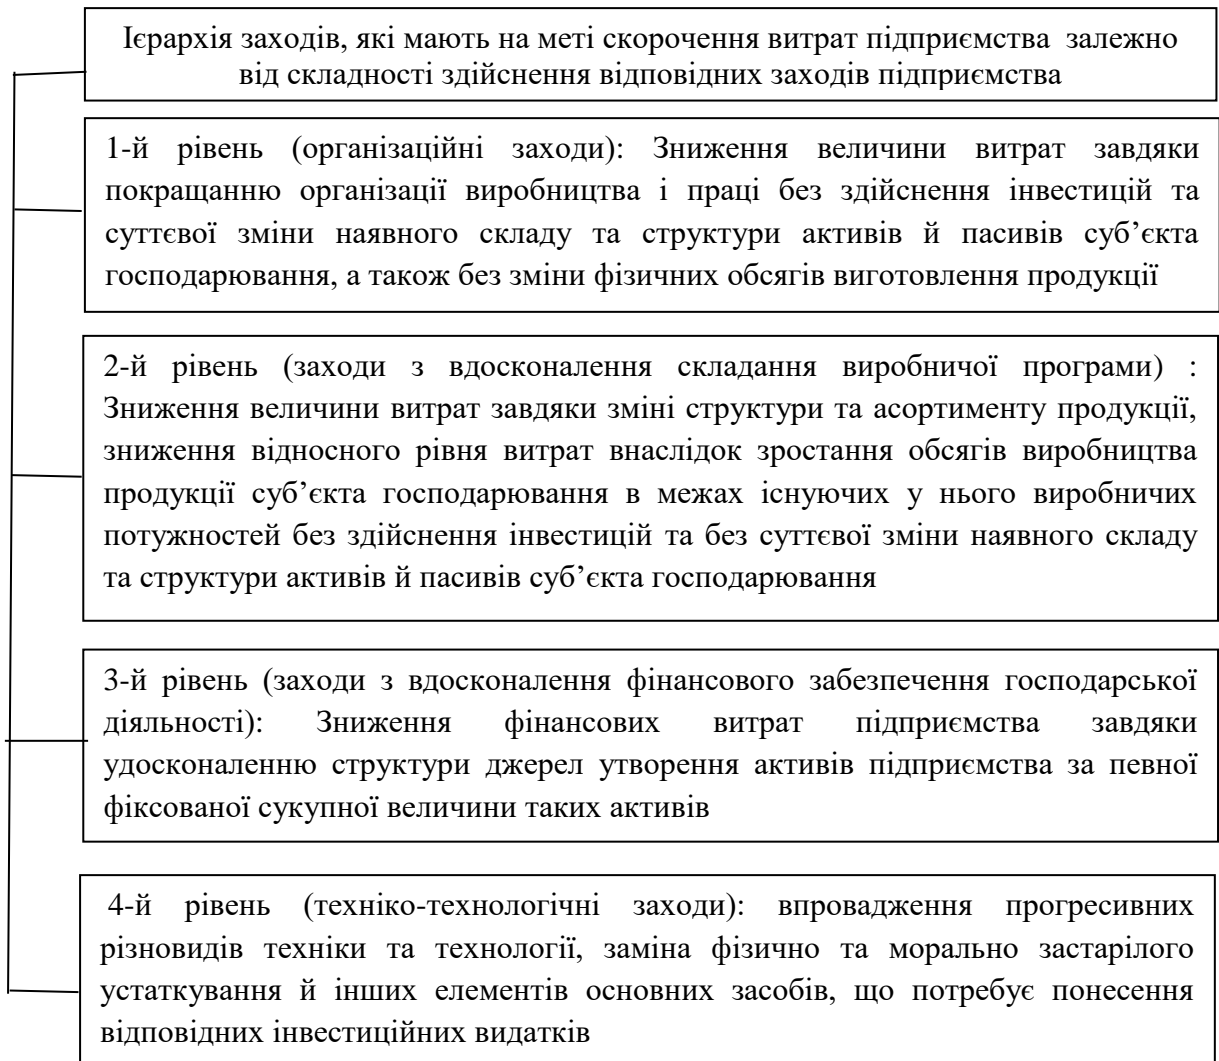 Ієрархія заходів, які мають на меті скорочення витрат підприємства залежно
від складності здійснення відповідних заходів підприємства
1-й рівень (організаційні заходи): Зниження величини витрат завдяки
покращанню організації виробництва і праці без здійснення інвестицій та
суттєвої зміни наявного складу та структури активів й пасивів суб’єкта
господарювання, а також без зміни фізичних обсягів виготовлення продукції
2-й рівень (заходи з вдосконалення складання виробничої програми) :
Зниження величини витрат завдяки зміні структури та асортименту продукції,
зниження відносного рівня витрат внаслідок зростання обсягів виробництва
продукції суб’єкта господарювання в межах існуючих у нього виробничих
потужностей без здійснення інвестицій та без суттєвої зміни наявного складу
та структури активів й пасивів суб’єкта господарювання
3-й рівень (заходи з вдосконалення фінансового забезпечення господарської
діяльності): Зниження фінансових витрат підприємства завдяки
удосконаленню структури джерел утворення активів підприємства за певної
фіксованої сукупної величини таких активів
4-й рівень (техніко-технологічні заходи): впровадження прогресивних
різновидів техніки та технології, заміна фізично та морально застарілого
устаткування й інших елементів основних засобів, що потребує понесення
відповідних інвестиційних видатків